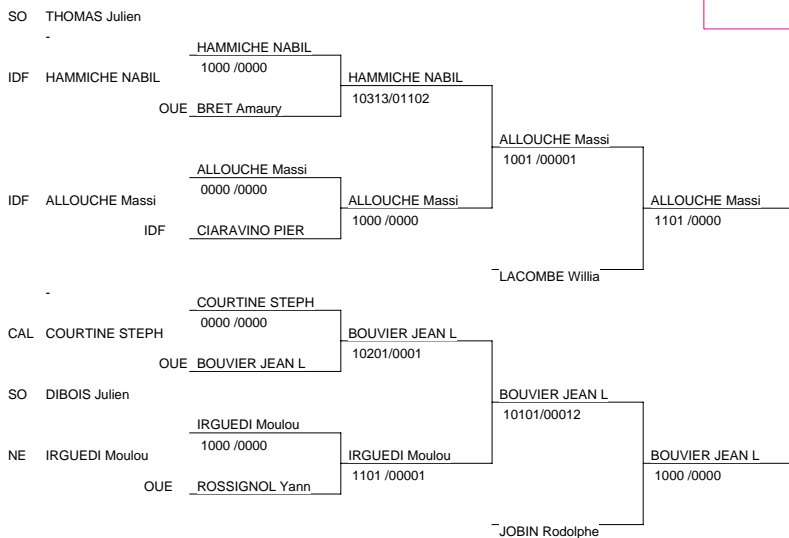 SO THOMAS Julien
-
HAMMICHE NABIL
1000 /0000
IDF HAMMICHE NABIL
HAMMICHE NABIL
10313/01102
OUE BRET Amaury
ALLOUCHE Massi
1001 /00001
ALLOUCHE Massi
0000 /0000
IDF ALLOUCHE Massi
ALLOUCHE Massi
1000 /0000
ALLOUCHE Massi
1101 /0000
IDF CIARAVINO PIER
LACOMBE Willia
-
COURTINE STEPH
0000 /0000
CAL COURTINE STEPH
BOUVIER JEAN L
10201/0001
OUE BOUVIER JEAN L
SO DIBOIS Julien
BOUVIER JEAN L
10101/00012
IRGUEDI Moulou
1000 /0000
NE IRGUEDI Moulou
IRGUEDI Moulou
1101 /00001
BOUVIER JEAN L
1000 /0000
OUE ROSSIGNOL Yann
JOBIN Rodolphe